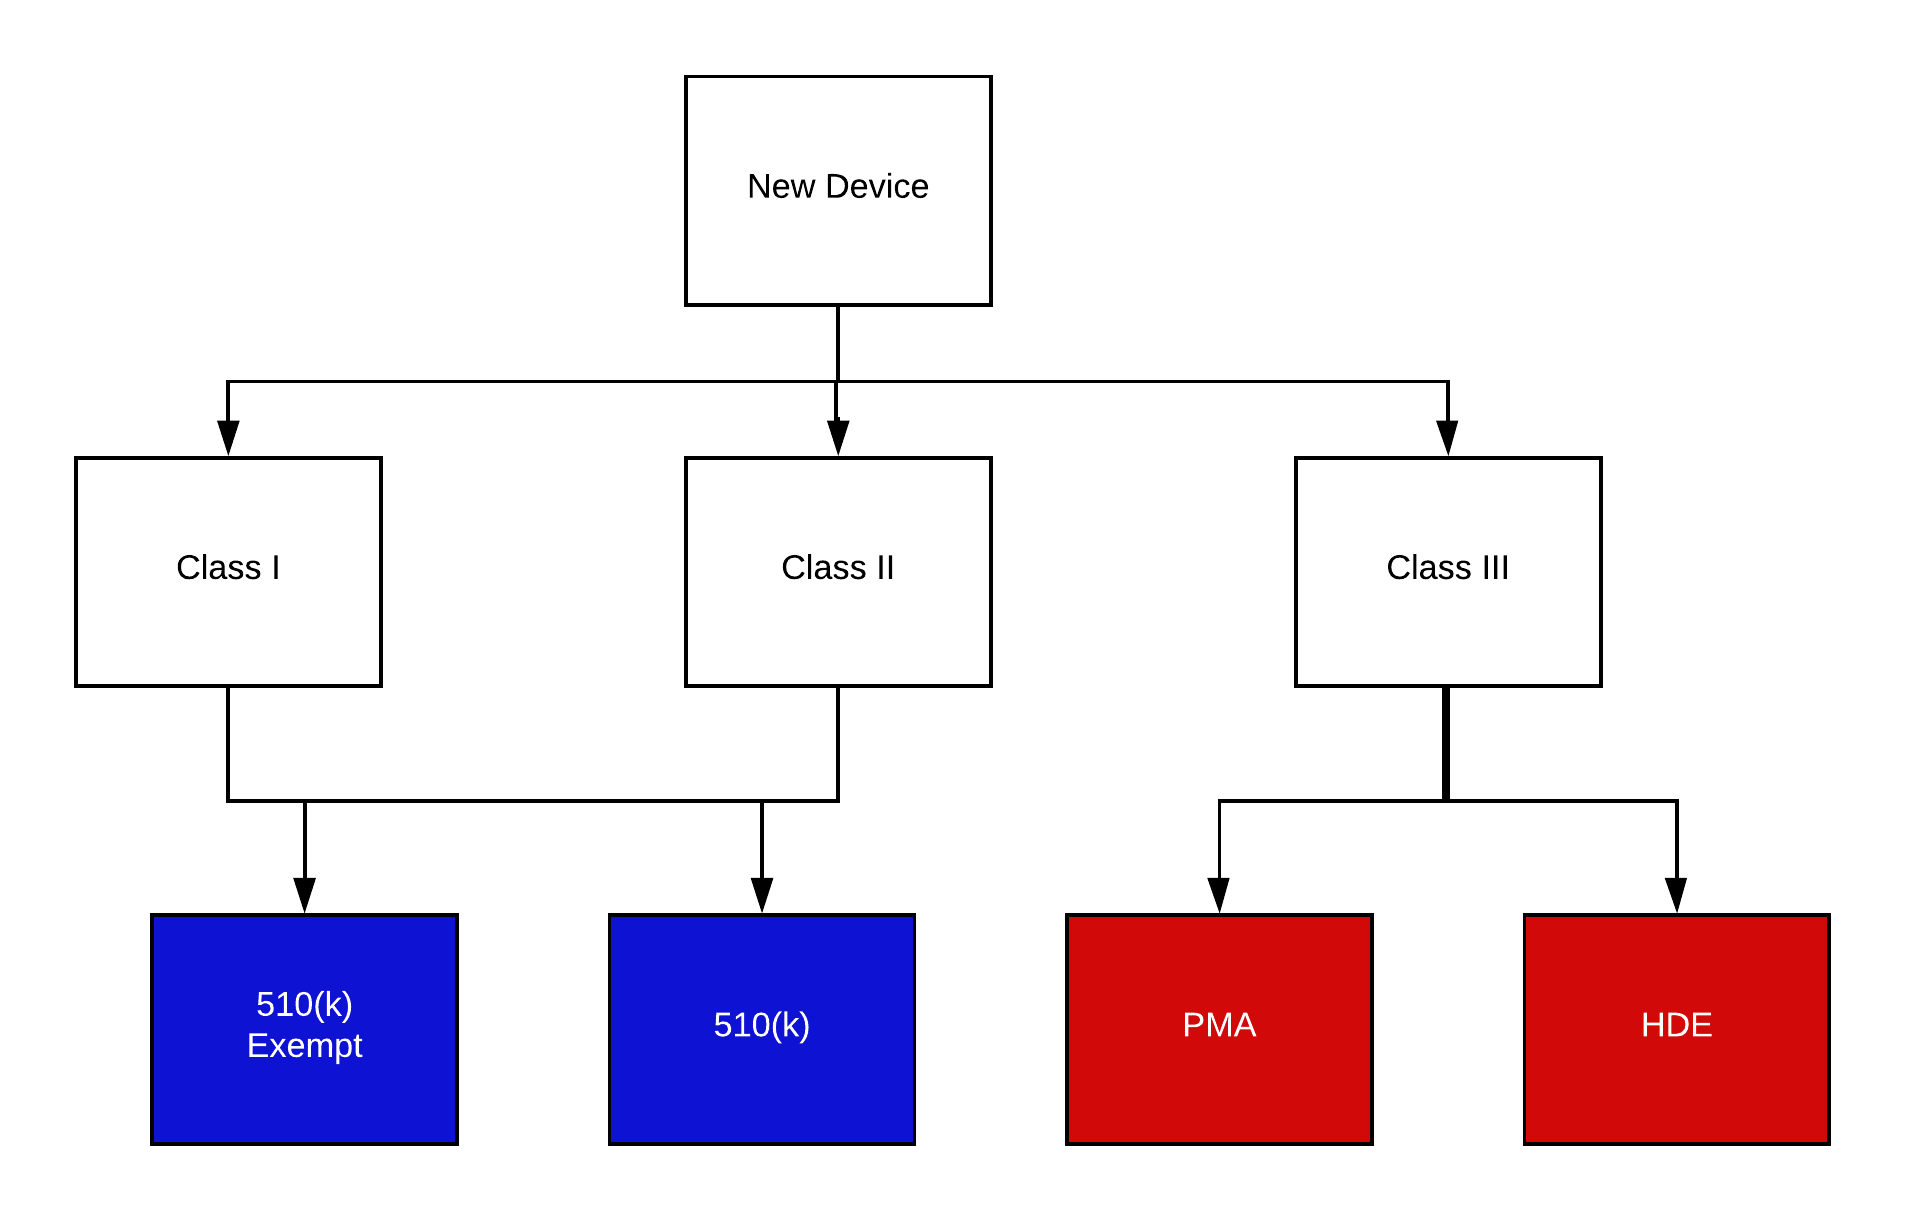 New Device
Class I
Class II
Class III
510(k)
Exempt
510(k)
PMA
HDE